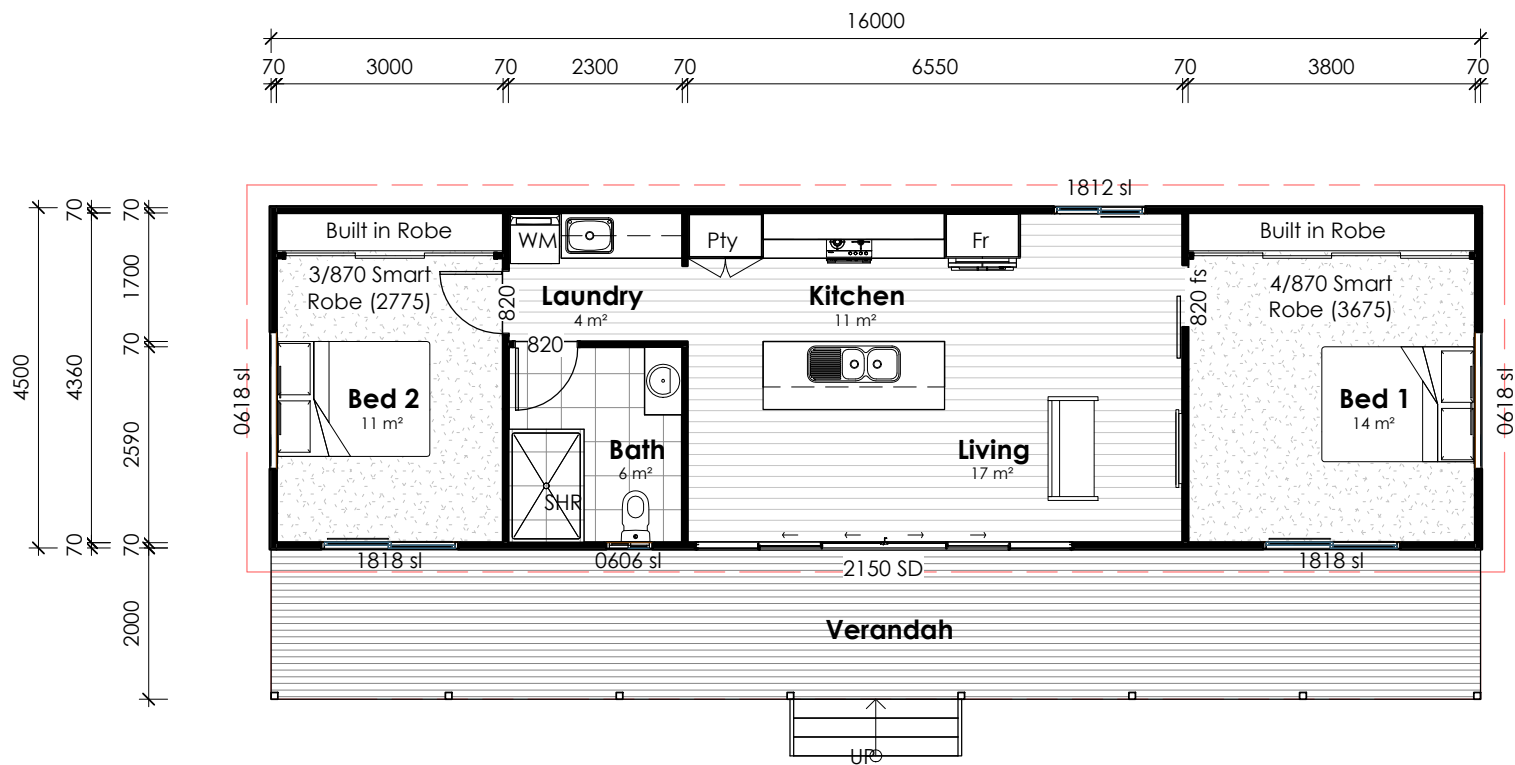 16000
70 3000 70 2300 70 6550 70 3800 70
1812 sl
Built in Robe
WM
Pty
Fr
Built in Robe
3/870 Smart
Robe (2775)
820
Laundry
4 m²
Kitchen
11 m²
820 fs
4/870 Smart
Robe (3675)
820
4500
70
4360
70
70
1700
70
2590
70
2000
0618 sl
Bed 2
11 m²
Bath
6 m²
SHR
Living
17 m²
Bed 1
14 m²
0618 sl
1818 sl
0606 sl
2150 SD
1818 sl
Verandah
UP